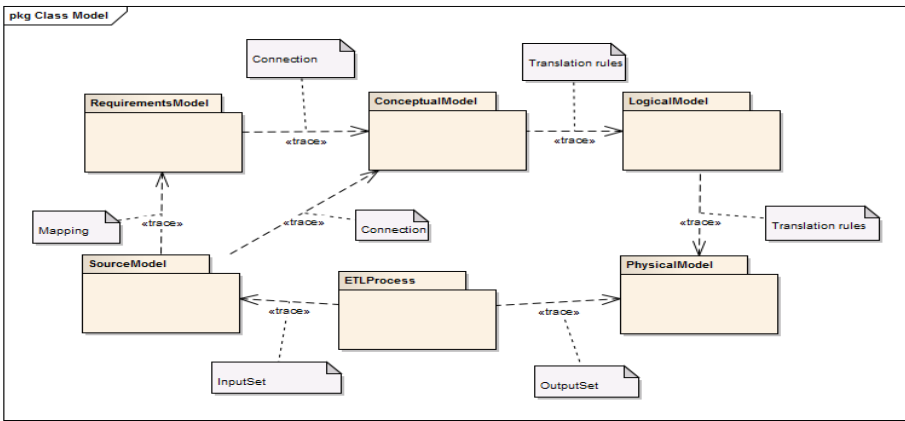 pkg Class Model
Connection
Translation rules
RequirementsModel
ConceptualModel
LogicalModel
«trace»
«trace»
Mapping
«trace»
«trace»
Connection
«trace»
Translation rules
SourceModel
ETLProcess
PhysicalModel
«trace»
«trace»
InputSet
OutputSet